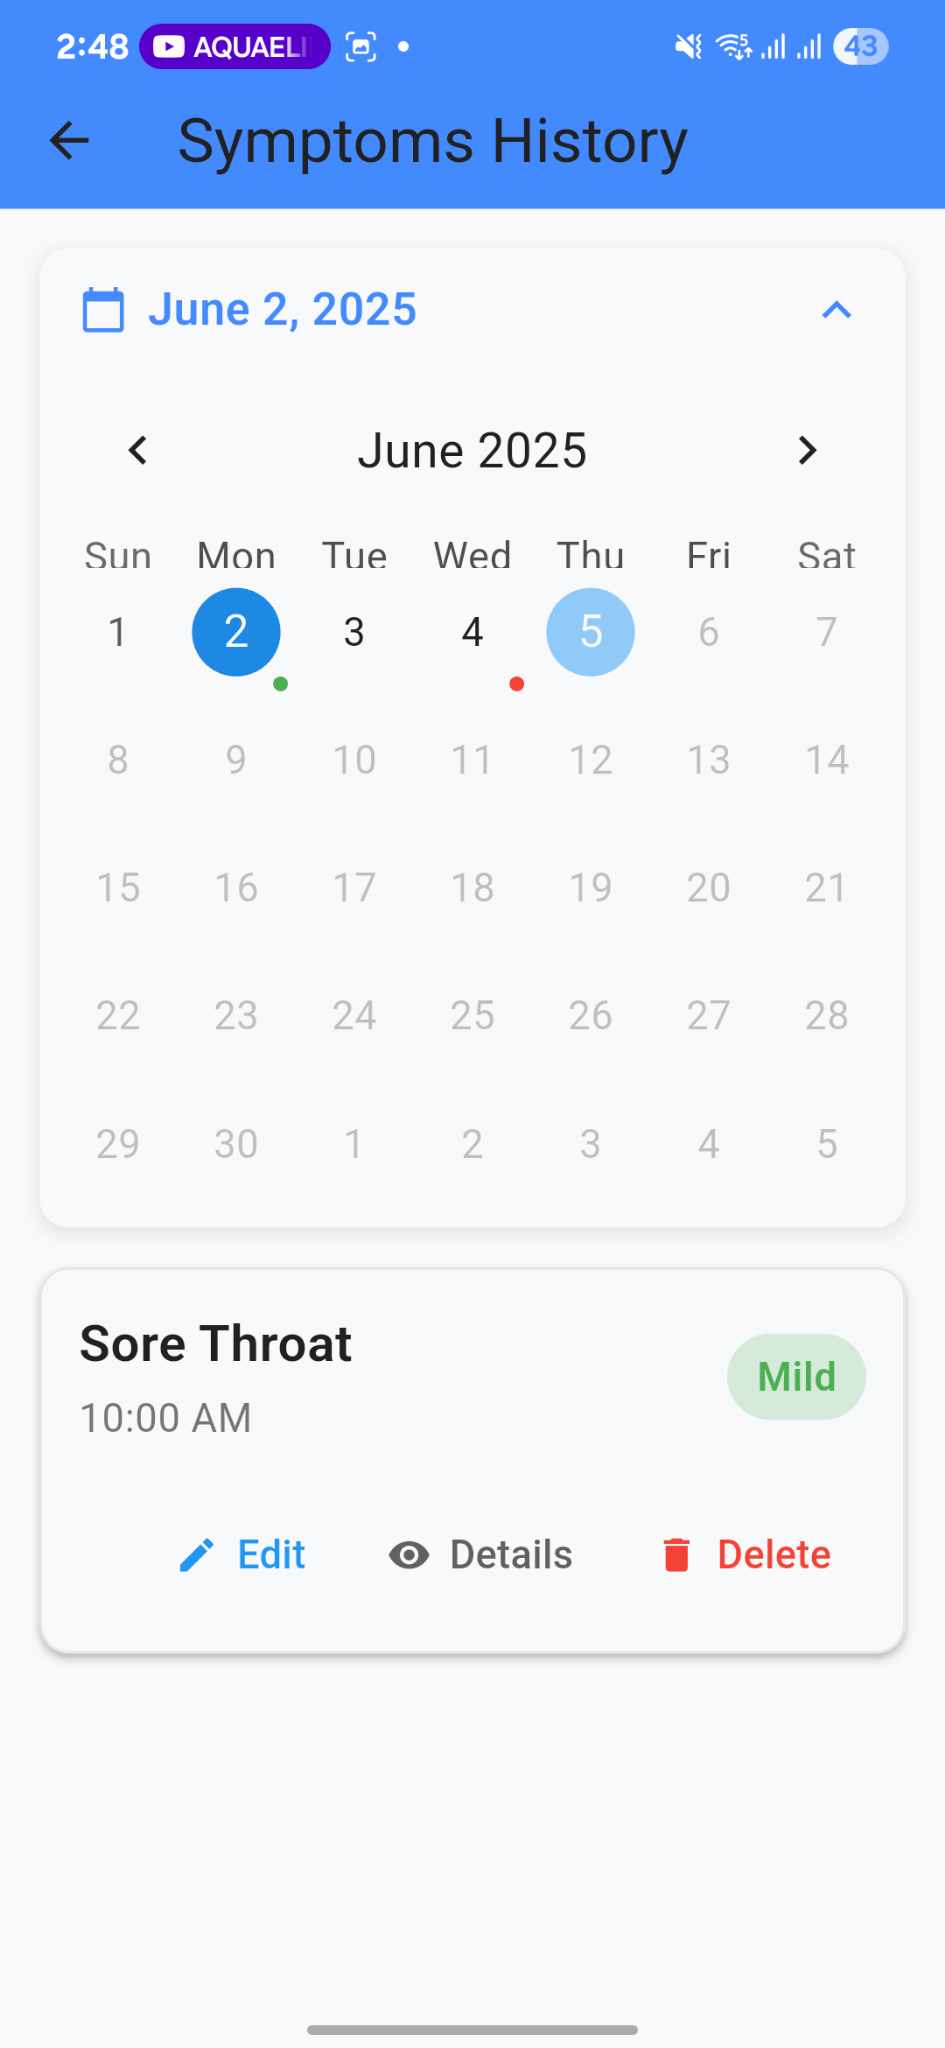 2:48 AQUAELI 5 43
Symptoms History
June 2, 2025
June 2025
Sun Mon Tue Wed Thu Fri Sat
1 2 3 4 5 6 7
8 9 10 11 12 13 14
15 16 17 18 19 20 21
22 23 24 25 26 27 28
29 30 1 2 3 4 5
Sore Throat
Mild
10:00 AM
Edit Details Delete